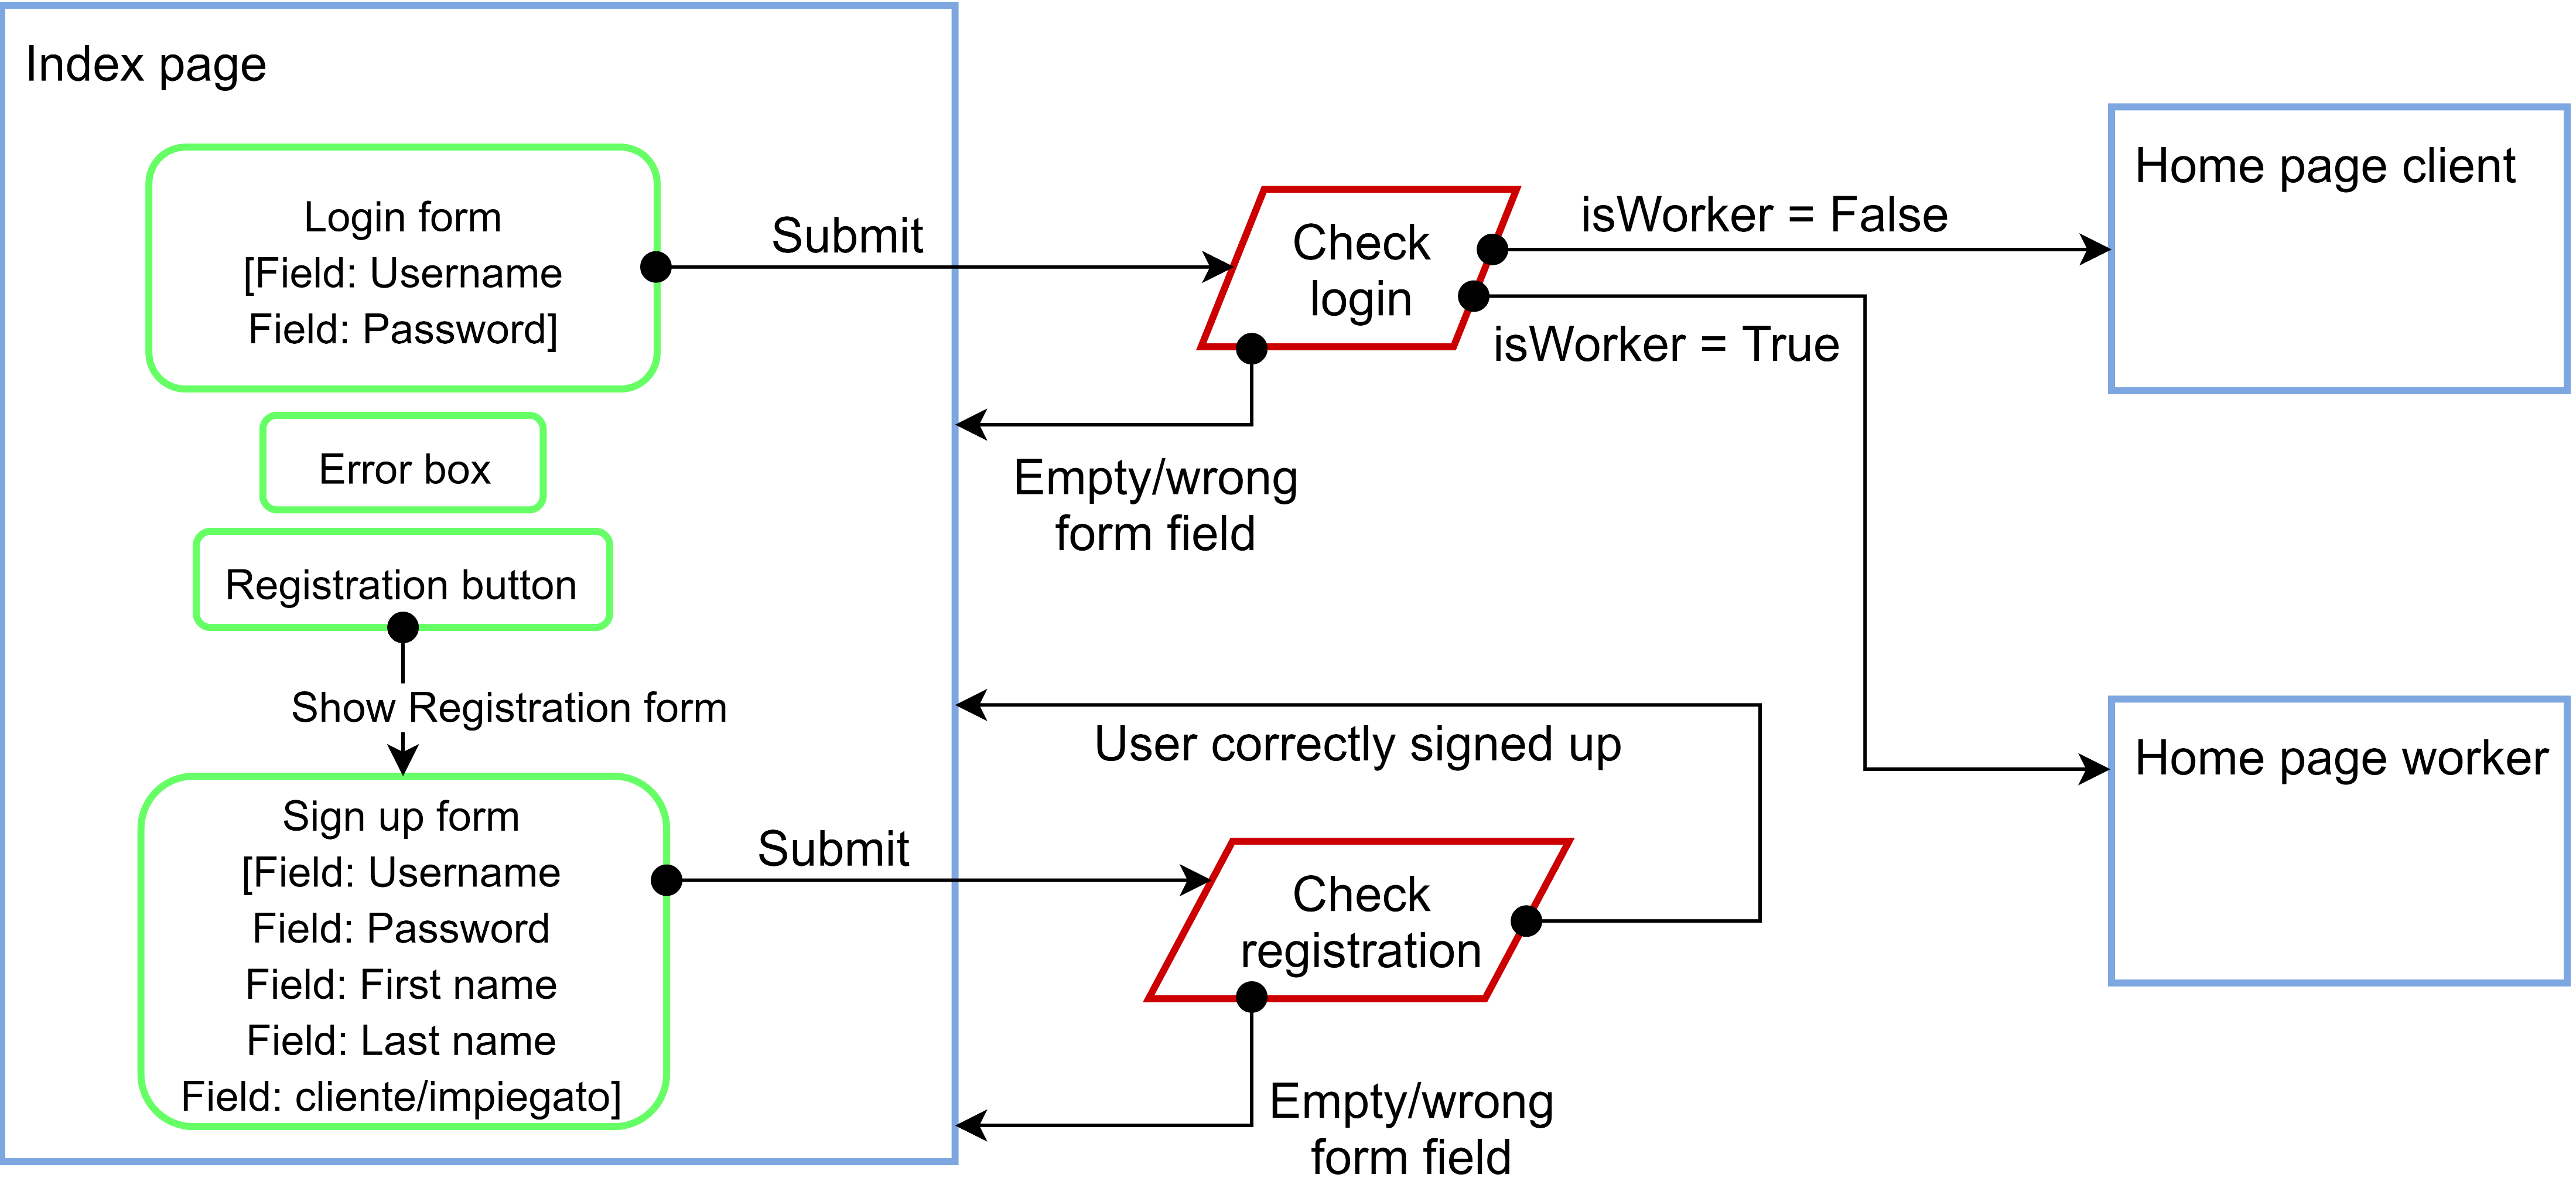 Index page
Login form
[Field: Username
Field: Password]
Submit
Error box
Registration button
Show Registration form
Sign up form
[Field: Username
Field: Password
Field: First name
Field: Last name
Field: cliente/impiegato]
Submit
Check
login
isWorker = False
isWorker = True
Empty/wrong
form field
User correctly signed up
Check
registration
Empty/wrong
form field
Home page client
Home page worker